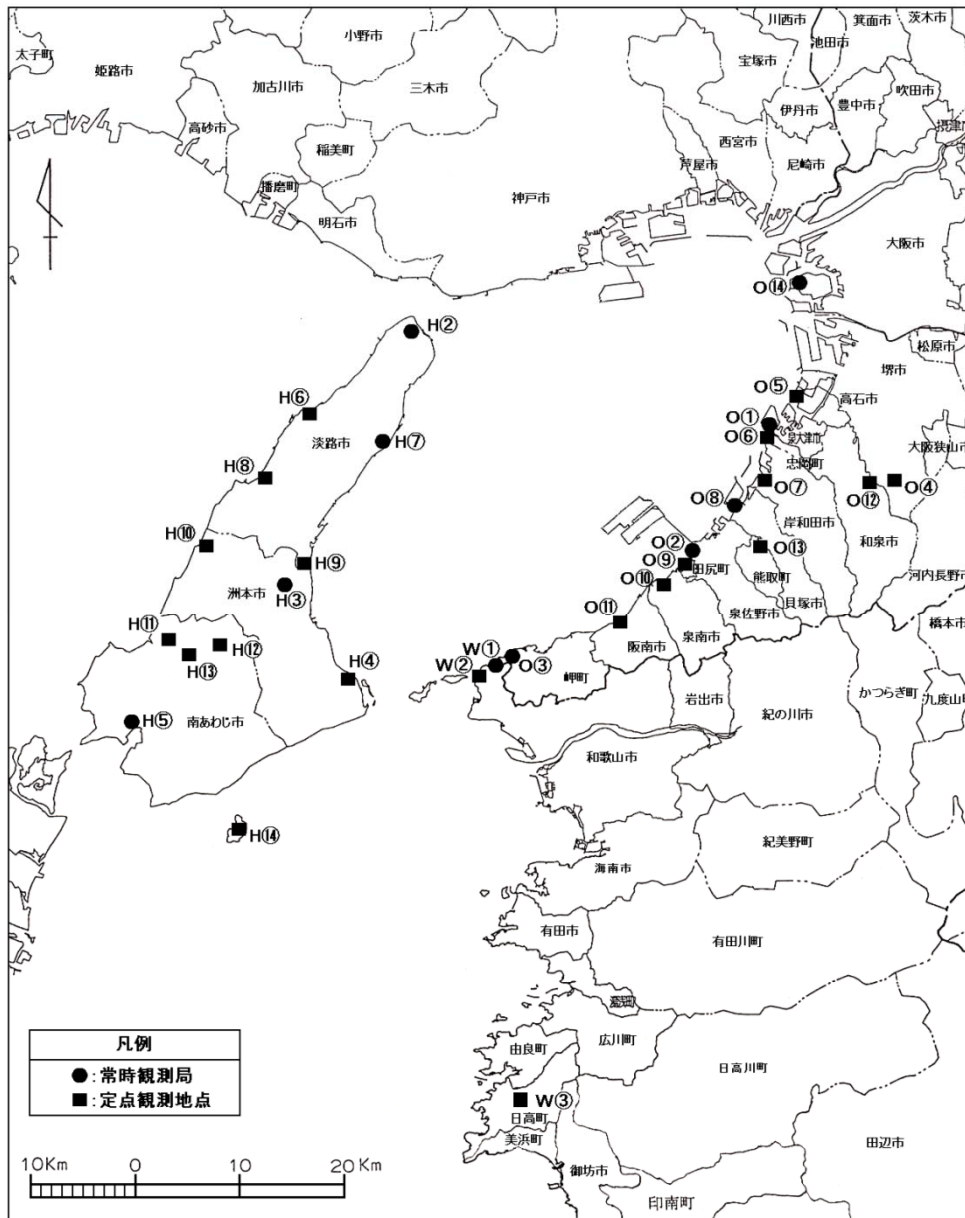 小野市
川西市
箕面市
茨木市
太子町
池田市
姫路市
加古川市
三木市
宝塚市
吹田市
高砂市
伊丹市
豊中市
摂津市
稲美町
西宮市
芦屋市
尼崎市
播磨町
神戸市
明石市
大阪市
O⑭
H②
松原市
堺市
O⑤
高石市
H⑥
O①
淡路市
H⑦
O⑥
泉大津市
大阪狭山市
忠岡町
H⑧
O⑦
O⑫
O④
O⑧
岸和田市
H⑩
O②
O⑬
和泉市
H⑨
O⑨
田尻町
熊取町
河内長野市
洲本市
H③
O⑩
貝塚市
泉佐野市
O⑪
橋本市
H⑪
H⑫
阪南市
泉南市
H⑬
W①
H④
W②
O③
岬町
岩出市
かつらぎ町
九度山町
H⑤
南あわじ市
紀の川市
和歌山市
H⑭
紀美野町
海南市
有田市
有田川町
凡例
●:常時観測局
■:定点観測地点
由良町
広川町
日高川町
W③
日高町
美浜町
田辺市
10Km
0
10
20 Km
御坊市
印南町